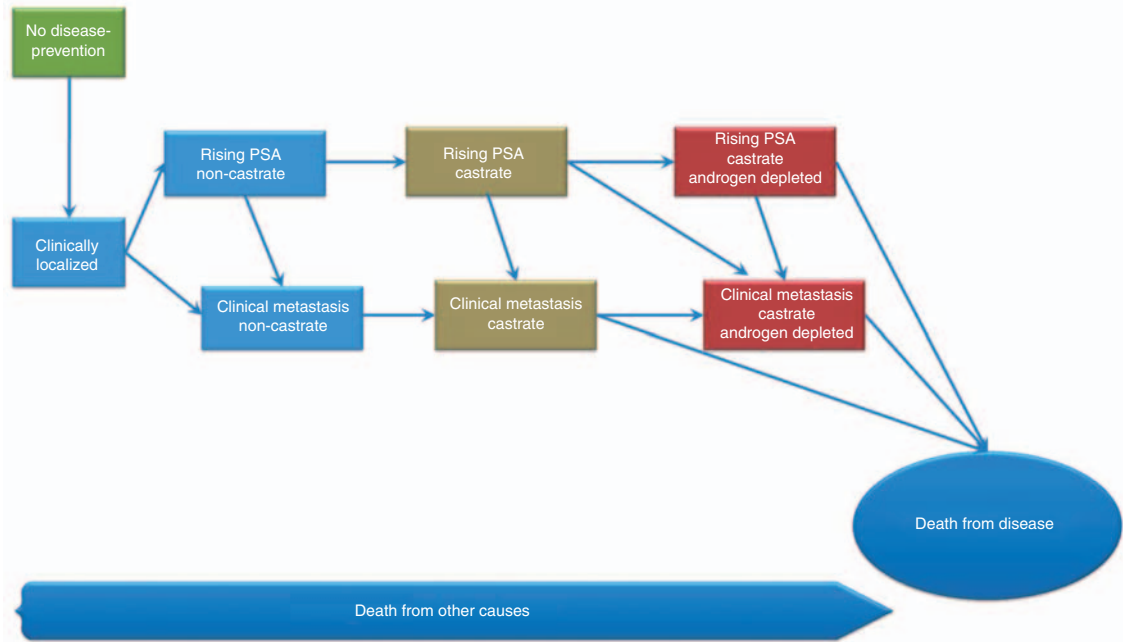 No disease-
prevention
Rising PSA
non-castrate
Rising PSA
castrate
Rising PSA
castrate
androgen depleted
Clinically
localized
Clinical metastasis
non-castrate
Clinical metastasis
castrate
Clinical metastasis
castrate
androgen depleted
Death from disease
Death from other causes